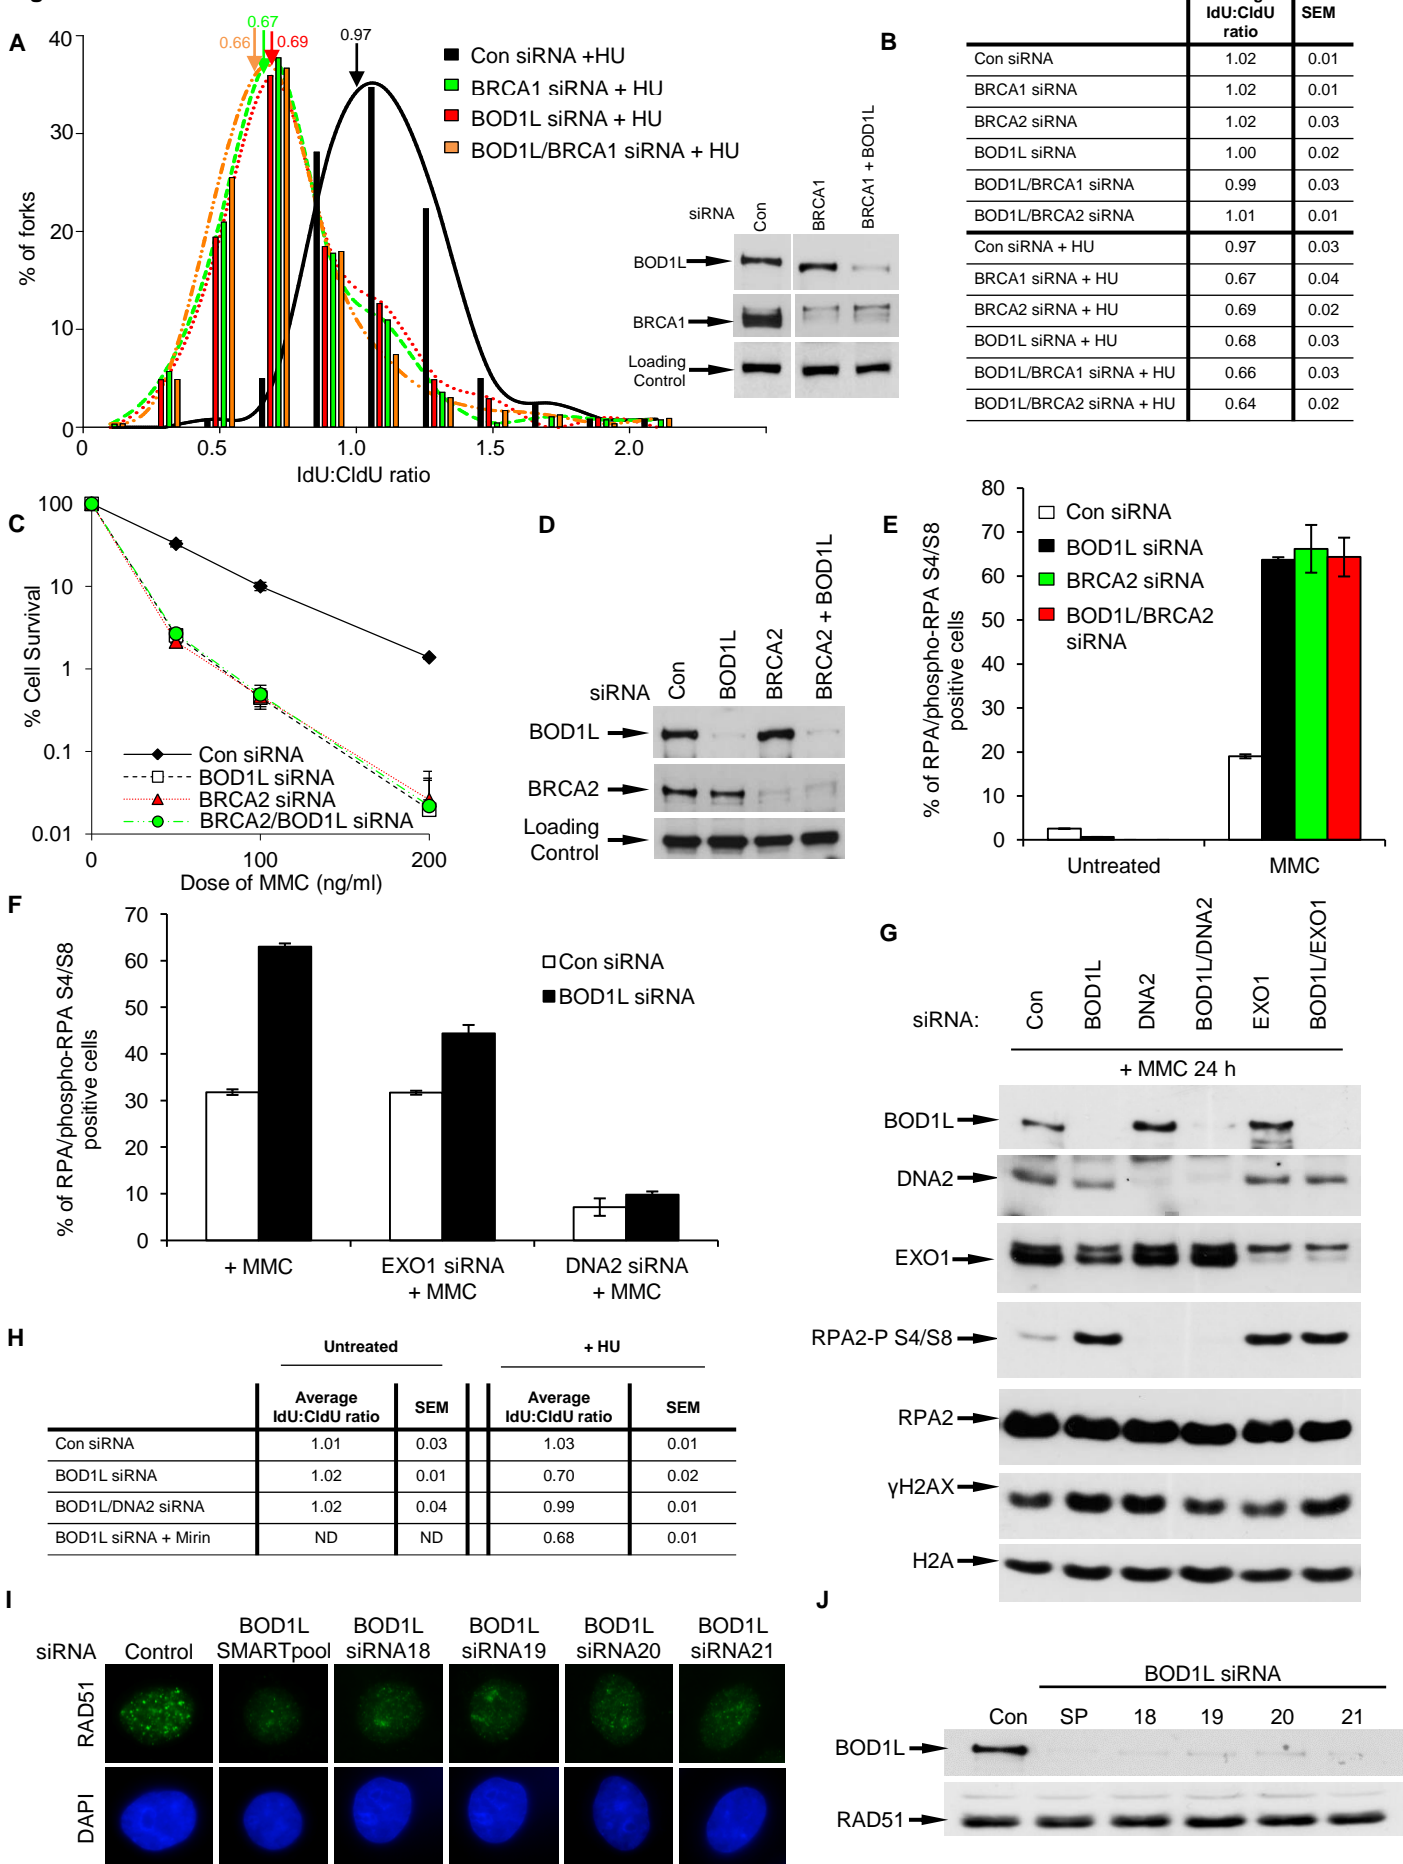 A
40
30
20
10
0
% of forks
0
0.5
1.0
1.5
2.0
IdU:CldU ratio
0.66
0.67
0.69
0.97
Con siRNA +HU
BRCA1 siRNA + HU
BOD1L siRNA + HU
BOD1L/BRCA1 siRNA + HU
siRNA
Con
BRCA1
BRCA1 + BOD1L
BOD1L
BRCA1
Loading
Control
B
IdU:CldU
ratio
SEM
Con siRNA 1.02 0.01
BRCA1 siRNA 1.02 0.01
BRCA2 siRNA 1.02 0.03
BOD1L siRNA 1.00 0.02
BOD1L/BRCA1 siRNA 0.99 0.03
BOD1L/BRCA2 siRNA 1.01 0.01
Con siRNA + HU 0.97 0.03
BRCA1 siRNA + HU 0.67 0.04
BRCA2 siRNA + HU 0.69 0.02
BOD1L siRNA + HU 0.68 0.03
BOD1L/BRCA1 siRNA + HU 0.66 0.03
BOD1L/BRCA2 siRNA + HU 0.64 0.02
C
100
10
1
0.1
0.01
% Cell Survival
Con siRNA
BOD1L siRNA
BRCA2 siRNA
BRCA2/BOD1L siRNA
0
100
200
Dose of MMC (ng/ml)
D
siRNA
Con
BOD1L
BRCA2
BRCA2 + BOD1L
BOD1L
BRCA2
Loading
Control
E
80
70
60
50
40
30
20
10
0
% of RPA/phospho-RPA S4/S8
positive cells
Con siRNA
BOD1L siRNA
BRCA2 siRNA
BOD1L/BRCA2
siRNA
Untreated
MMC
F
70
60
50
40
30
20
10
0
% of RPA/phospho-RPA S4/S8
positive cells
Con siRNA
BOD1L siRNA
+ MMC
EXO1 siRNA
+ MMC
DNA2 siRNA
+ MMC
G
siRNA:
Con
BOD1L
DNA2
BOD1L/DNA2
EXO1
BOD1L/EXO1
+ MMC 24 h
BOD1L
DNA2
EXO1
RPA2-P S4/S8
RPA2
γH2AX
H2A
H
Untreated
+ HU
Average
IdU:CldU ratio
SEM
Average
IdU:CldU ratio
SEM
Con siRNA 1.01 0.03 1.03 0.01
BOD1L siRNA 1.02 0.01 0.70 0.02
BOD1L/DNA2 siRNA 1.02 0.04 0.99 0.01
BOD1L siRNA + Mirin ND ND 0.68 0.01
I
siRNA
Control
BOD1L
SMARTpool
BOD1L
siRNA18
BOD1L
siRNA19
BOD1L
siRNA20
BOD1L
siRNA21
RAD51
DAPI
J
BOD1L siRNA
Con SP 18 19 20 21
BOD1L
RAD51